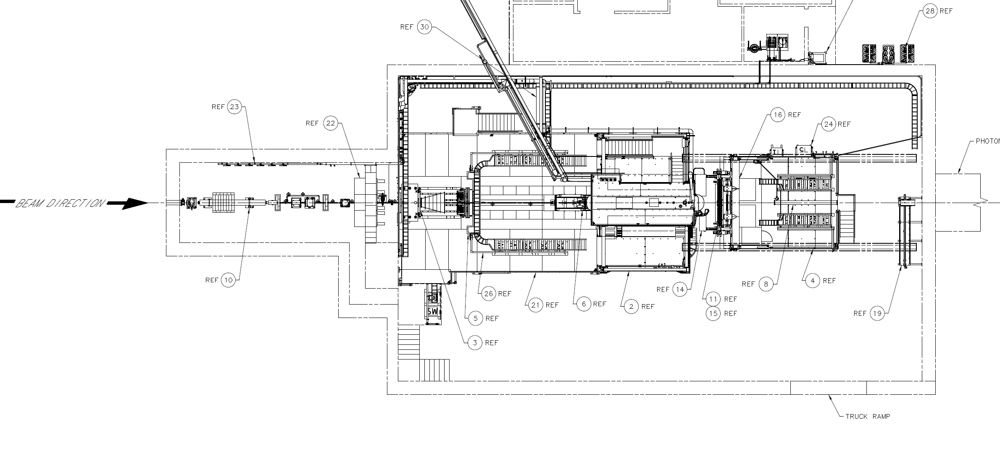 28 REF
REF 30
REF 23
16 REF
REF 22
24 REF
PHOTON
BEAM DIRECTION
REF 10
REF 8
4 REF
REF 14
26 REF
11 REF
6 REF
21 REF
2 REF
SW
15 REF
REF 19
5 REF
3 REF
TRUCK RAMP